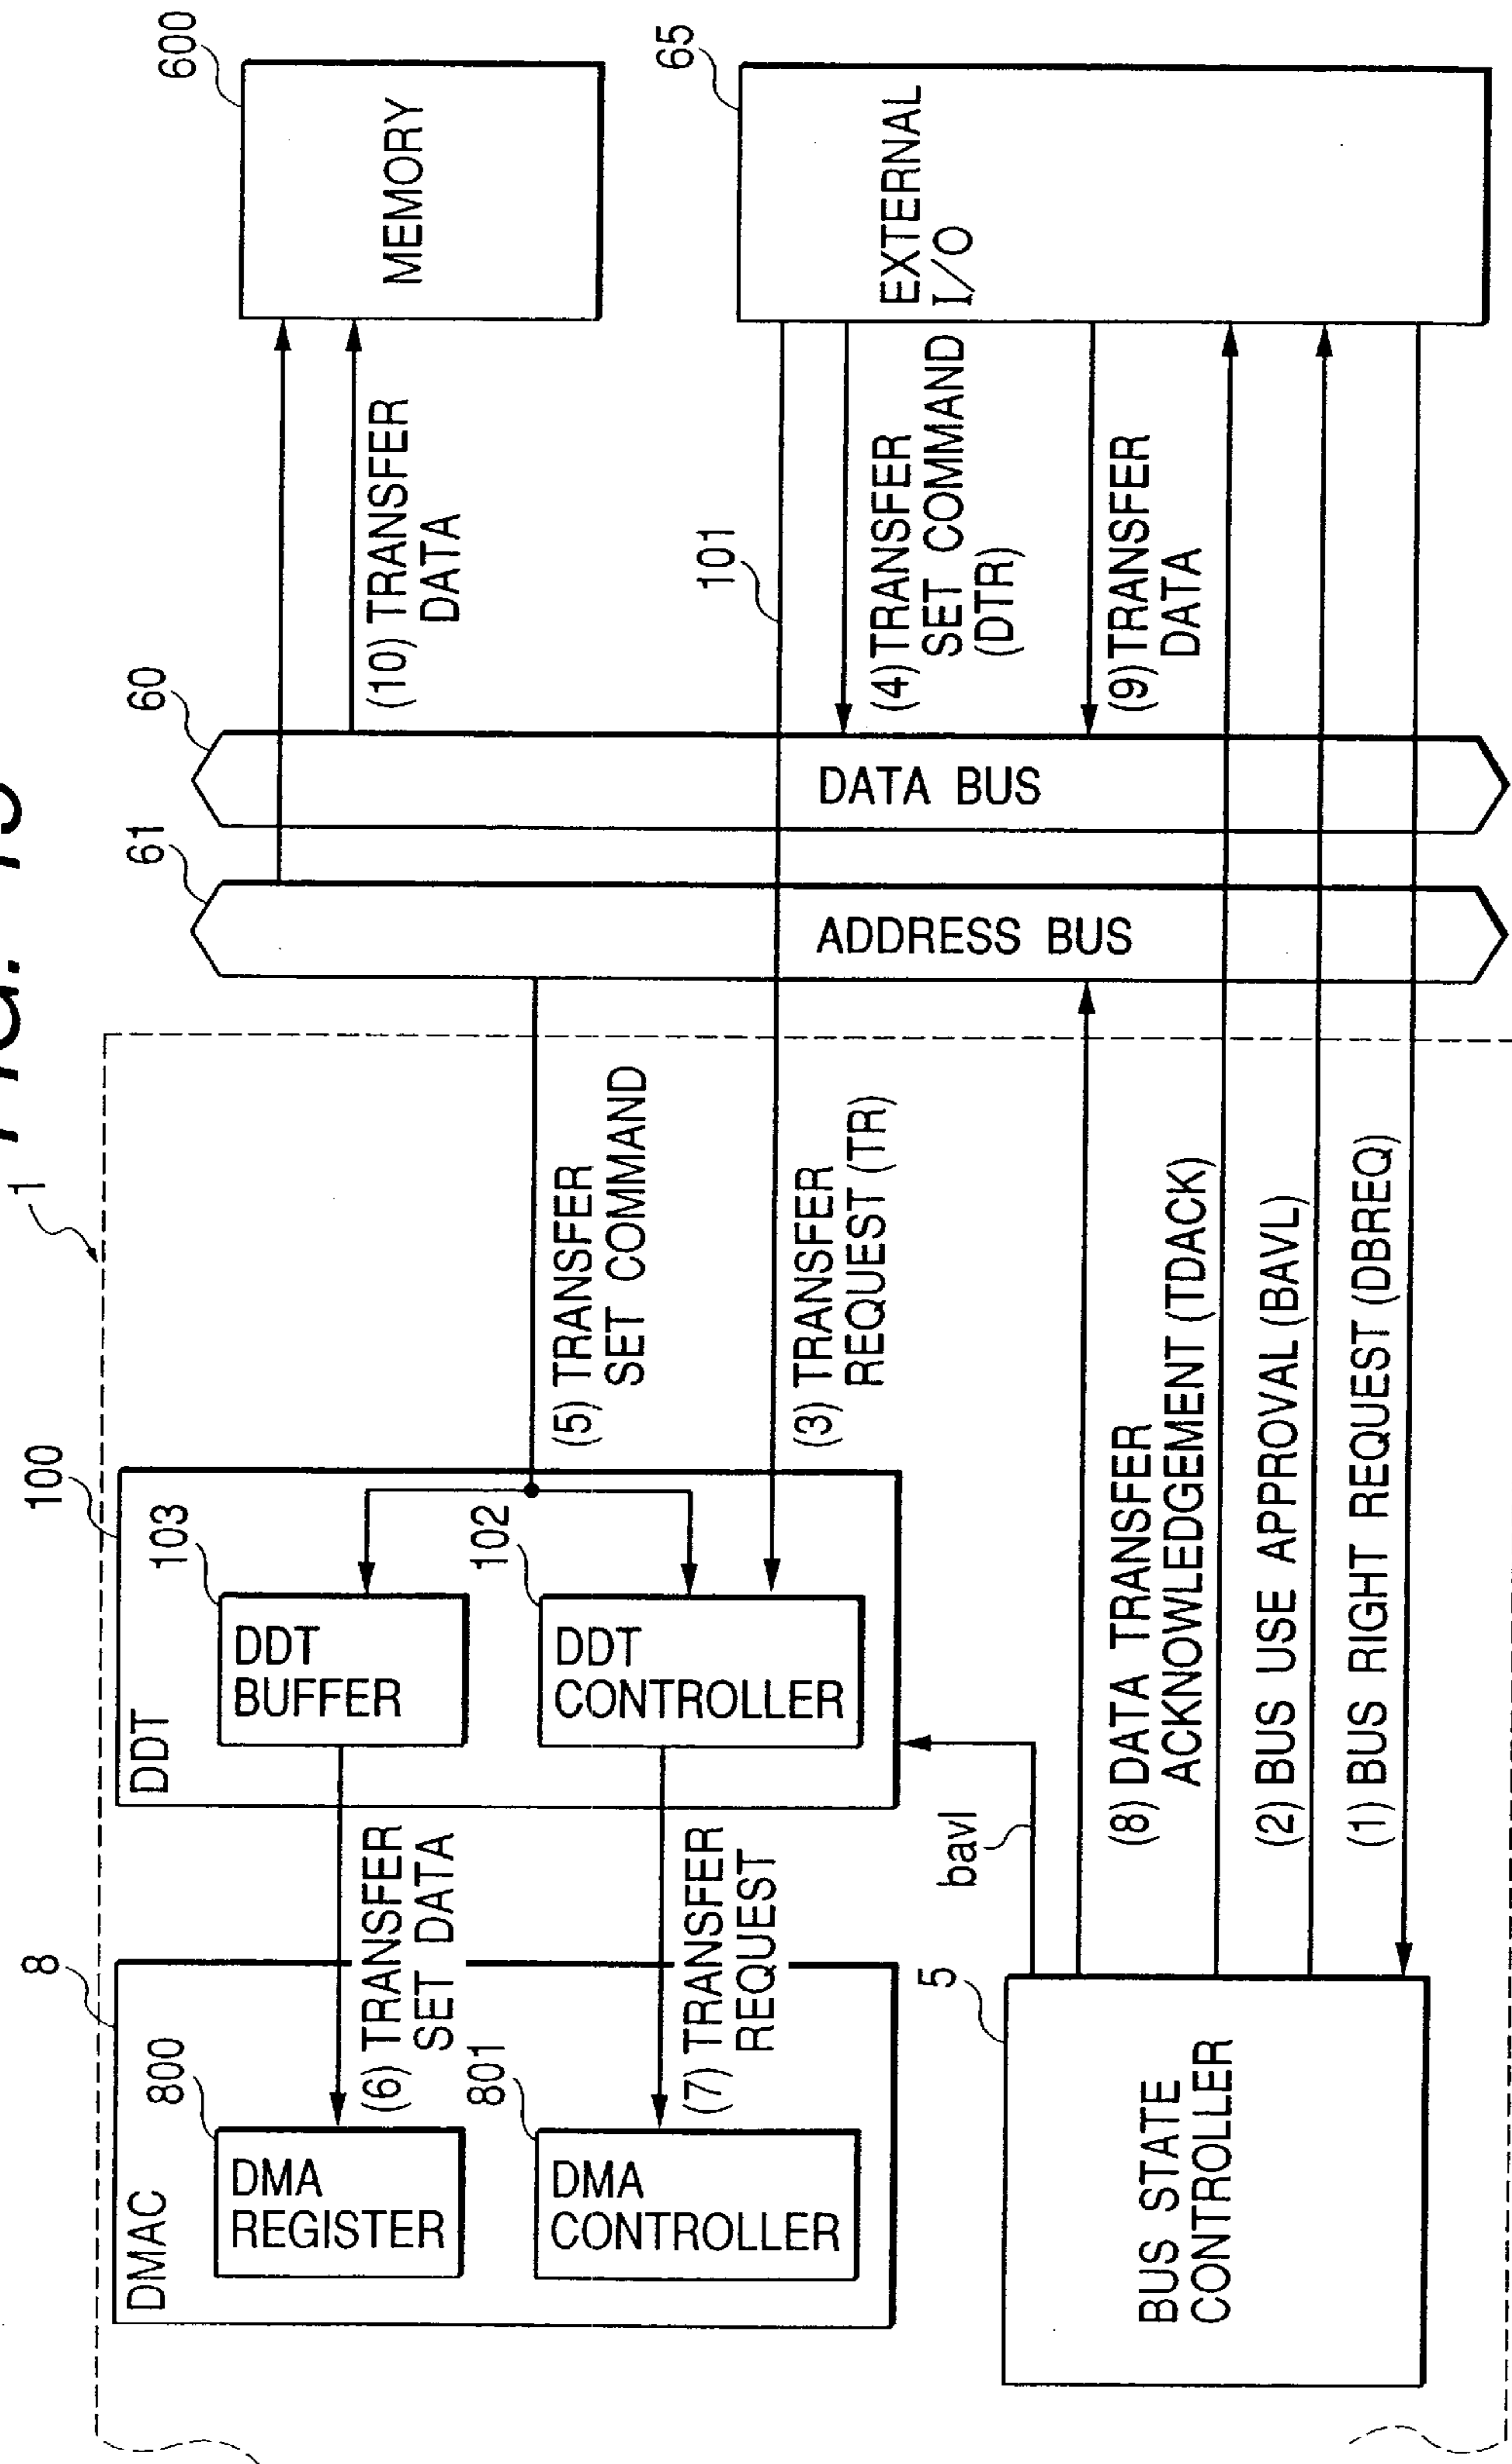 1
8
DMAC
800
DMA
REGISTER
801
DMA
CONTROLLER
(6) TRANSFER
SET DATA
(7) TRANSFER
REQUEST
100
DDT
103
DDT
BUFFER
102
DDT
CONTROLLER
bavl
5
BUS STATE
CONTROLLER
(5) TRANSFER
SET COMMAND
(3) TRANSFER
REQUEST (TR)
(8) DATA TRANSFER
ACKNOWLEDGEMENT (TDACK)
(2) BUS USE APPROVAL (BAVL)
(1) BUS RIGHT REQUEST (DBREQ)
61
ADDRESS BUS
60
DATA BUS
(10) TRANSFER
DATA
101
(4) TRANSFER
SET COMMAND
(DTR)
(9) TRANSFER
DATA
600
MEMORY
65
EXTERNAL
I/O